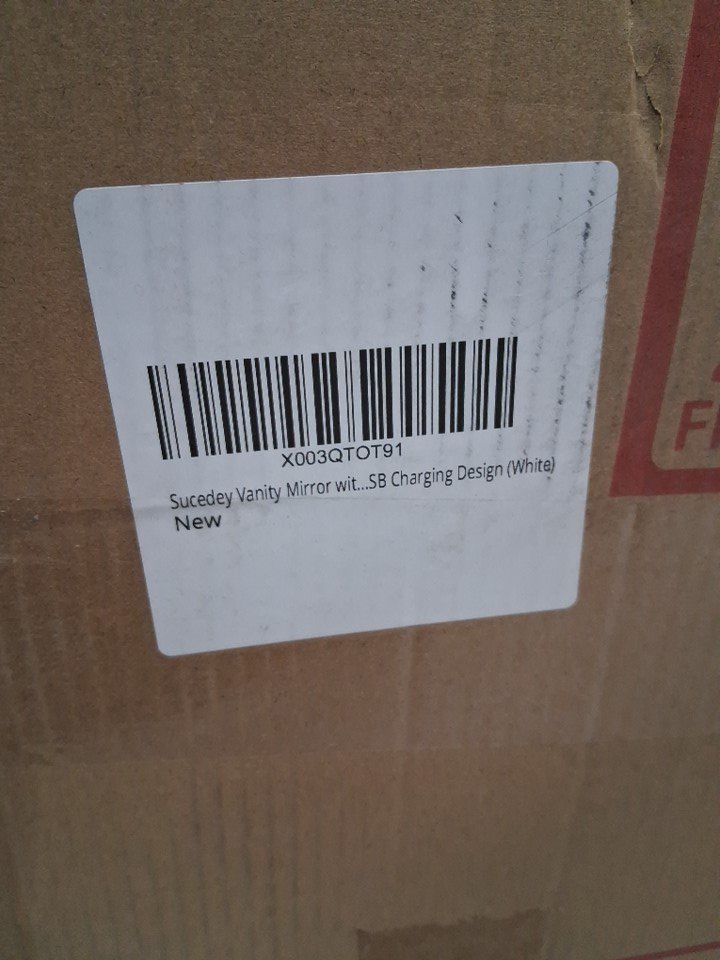 X003QTOT91
Sucedey Vanity Mirror wit...SB Charging Design (White)
New